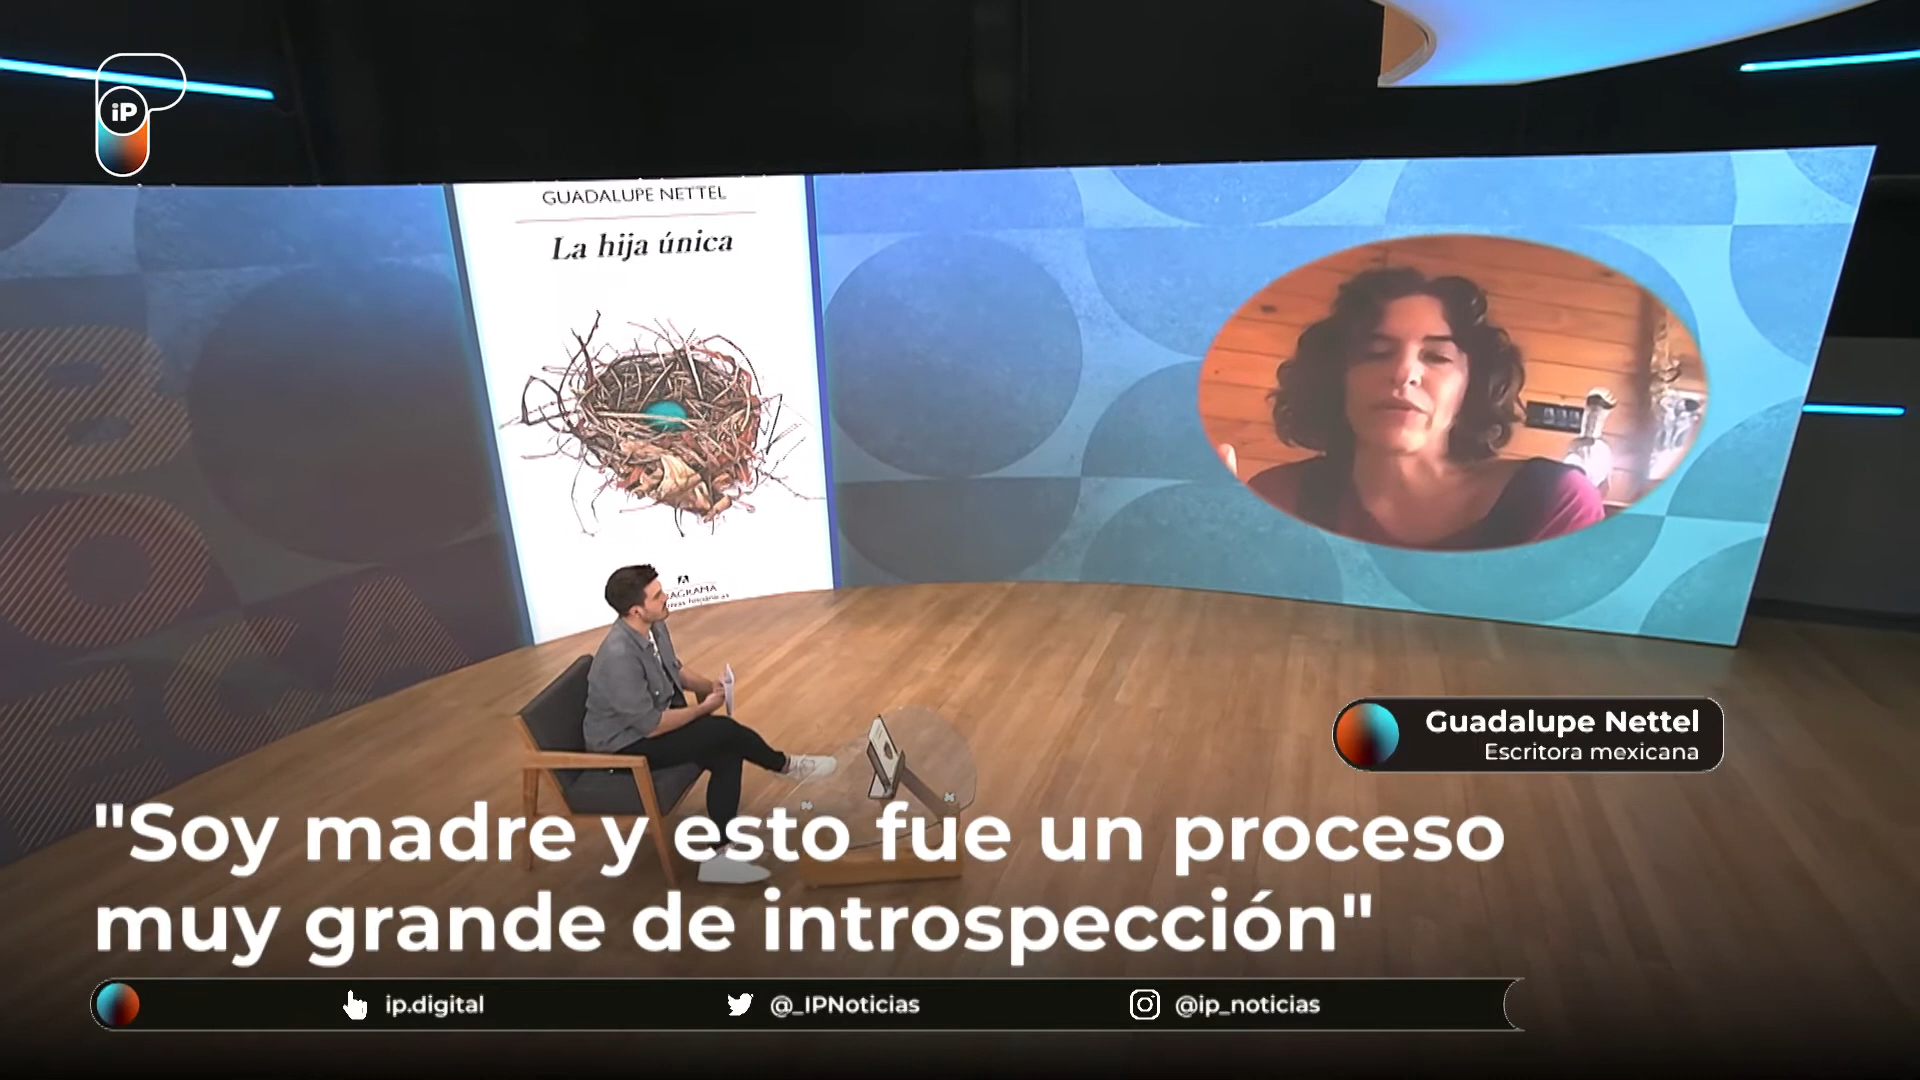 iP
GUADALUPE NETTEL
La hija única
Guadalupe Nettel
Escritora mexicana
"Soy madre y esto fue un proceso
muy grande de introspección"
ip.digital
@_IPNoticias
@ip_noticias